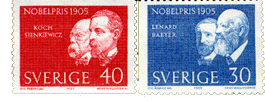 NOBELPRIS 1905
KOCH
SIENKIEWICZ
SVERIGE 40
NOBELPRIS 1905
LENARD
BAEYER
SVERIGE 30